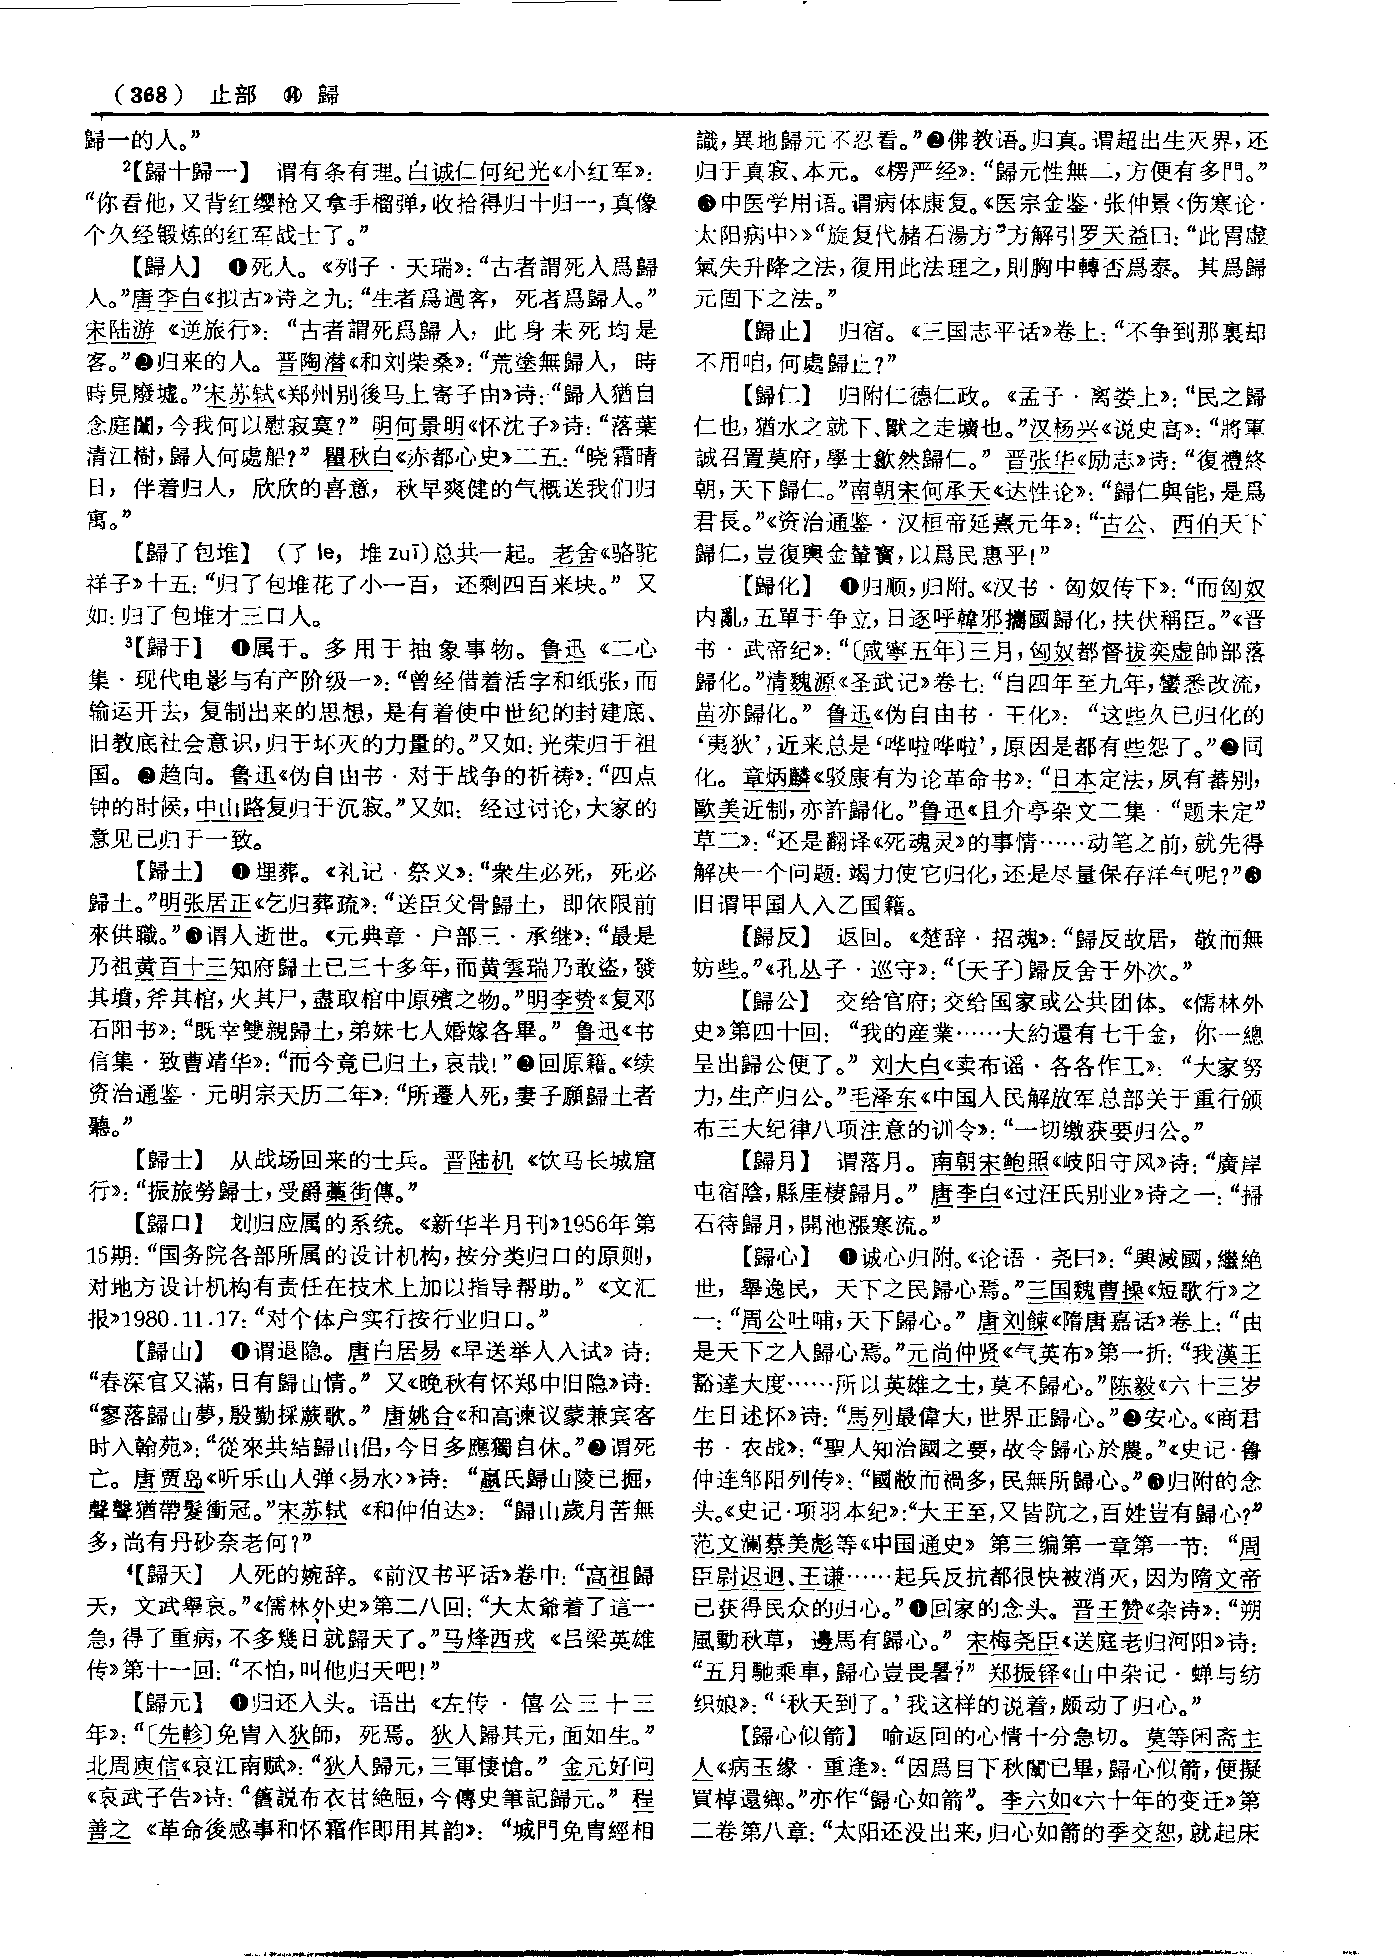 （368） 止部 ⑭ 歸
歸一的人。”
²【歸十歸一】 谓有条有理。白诚仁何纪光《小红军》：
“你看他，又背红缨枪又拿手榴弹，收拾得归十归一，真像
个久经锻炼的红军战士了。”
【歸人】 ❶死人。《列子·天瑞》：“古者謂死人爲歸
人。”唐李白《拟古》诗之九：“生者爲過客，死者爲歸人。”
宋陆游《逆旅行》：“古者謂死爲歸人，此身未死均是
客。”❷归来的人。晋陶潜《和刘柴桑》：“荒塗無歸人，時
時見廢墟。”宋苏轼《郑州别後马上寄子由》诗：“歸人猶自
念庭闈，今我何以慰寂寞？” 明何景明《怀沈子》诗：“落葉
清江樹，歸人何處船？” 瞿秋白《赤都心史》二五：“晓霜晴
日，伴着归人，欣欣的喜意，秋早爽健的气概送我们归
寓。”
【歸了包堆】（了 le，堆 zuī）总共一起。老舍《骆驼
祥子》十五：“归了包堆花了小一百，还剩四百来块。” 又
如：归了包堆才三口人。
³【歸于】 ❶属于。多用于抽象事物。鲁迅《二心
集·现代电影与有产阶级一》：“曾经借着活字和纸张，而
输运开去，复制出来的思想，是有着使中世纪的封建底、
旧教底社会意识，归于坏灭的力量的。”又如：光荣归于祖
国。❷趋向。鲁迅《伪自由书·对于战争的祈祷》：“四点
钟的时候，中山路复归于沉寂。”又如：经过讨论，大家的
意见已归于一致。
【歸土】 ❶埋葬。《礼记·祭义》：“衆生必死，死必
歸土。”明张居正《乞归葬疏》：“送臣父骨歸土，即依限前
來供職。”❸谓人逝世。《元典章·户部三·承继》：“最是
乃祖黄百十三知府歸土已三十多年，而黄雲瑞乃敢盗，發
其墳，斧其棺，火其尸，盡取棺中原殯之物。”明李贽《复邓
石阳书》：“既幸雙親歸土，弟妹七人婚嫁各畢。” 鲁迅《书
信集·致曹靖华》：“而今竟已归土，哀哉！”❷回原籍。《续
资治通鉴·元明宗天历二年》：“所遷人死，妻子願歸土者
聽。”
【歸士】 从战场回来的士兵。晋陆机《饮马长城窟
行》：“振旅勞歸士，受爵藁街傳。”
【歸口】 划归应属的系统。《新华半月刊》1956年第
15期：“国务院各部所属的设计机构，按分类归口的原则，
对地方设计机构有责任在技术上加以指导帮助。”《文汇
报》1980.11.17：“对个体户实行按行业归口。”
【歸山】 ❶谓退隐。唐白居易《早送举人入试》诗：
“春深官又滿，日有歸山情。” 又《晚秋有怀郑中旧隐》诗：
“寥落歸山夢，殷勤採蕨歌。” 唐姚合《和高谏议蒙兼宾客
时入翰苑》：“從來共結歸山侣，今日多應獨自休。”❷谓死
亡。唐贾岛《听乐山人弹〈易水〉》诗：“嬴氏歸山陵已掘，
聲聲猶帶髮衝冠。”宋苏轼《和仲伯达》：“歸山歲月苦無
多，尚有丹砂奈老何？”
⁴【歸天】 人死的婉辞。《前汉书平话》卷中：“高祖歸
天，文武舉哀。”《儒林外史》第二八回：“大太爺着了這一
急，得了重病，不多幾日就歸天了。”马烽西戎《吕梁英雄
传》第十一回：“不怕，叫他归天吧！”
【歸元】 ❶归还人头。语出《左传·僖公三十三
年》：“〔先軫〕免胄入狄師，死焉。狄人歸其元，面如生。”
北周庾信《哀江南赋》：“狄人歸元，三軍悽愴。” 金元好问
《哀武子告》诗：“舊説布衣甘絶脰，今傳史筆記歸元。” 程
善之《革命後感事和怀霜作即用其韵》：“城門免胄經相
識，異地歸元不忍看。”❷佛教语。归真。谓超出生灭界，还
归于真寂、本元。《楞严经》：“歸元性無二，方便有多門。”
❸中医学用语。谓病体康复。《医宗金鉴·张仲景〈伤寒论·
太阳病中〉》“旋复代赭石湯方”方解引罗天益曰：“此胃虚
氣失升降之法，復用此法理之，則胸中轉否爲泰。其爲歸
元固下之法。”
【歸止】 归宿。《三国志平话》卷上：“不争到那裏却
不用咱，何處歸止？”
【歸仁】 归附仁德仁政。《孟子·离娄上》：“民之歸
仁也，猶水之就下、獸之走壙也。”汉杨兴《说史高》：“將軍
誠召置莫府，學士歙然歸仁。” 晋张华《励志》诗：“復禮終
朝，天下歸仁。”南朝宋何承天《达性论》：“歸仁與能，是爲
君長。”《资治通鉴·汉桓帝延熹元年》：“古公、西伯天下
歸仁，豈復輿金輦寳，以爲民惠乎！”
【歸化】 ❶归顺，归附。《汉书·匈奴传下》：“而匈奴
内亂，五單于争立，日逐呼韓邪攜國歸化，扶伏稱臣。”《晋
书·武帝纪》：“〔咸寧五年〕三月，匈奴都督拔奕虚帥部落
歸化。”清魏源《圣武记》卷七：“自四年至九年，蠻悉改流，
苗亦歸化。” 鲁迅《伪自由书·王化》：“这些久已归化的
‘夷狄’，近来总是‘哗啦哗啦’，原因是都有些怨了。”❷同
化。章炳麟《驳康有为论革命书》：“日本定法，夙有蕃别，
歐美近制，亦許歸化。”鲁迅《且介亭杂文二集·“题未定”
草二》：“还是翻译《死魂灵》的事情……动笔之前，就先得
解决一个问题：竭力使它归化，还是尽量保存洋气呢？”❸
旧谓甲国人入乙国籍。
【歸反】 返回。《楚辞·招魂》：“歸反故居，敬而無
妨些。”《孔丛子·巡守》：“〔天子〕歸反舍于外次。”
【歸公】 交给官府；交给国家或公共团体。《儒林外
史》第四十回：“我的産業……大約還有七千金，你一總
呈出歸公便了。” 刘大白《卖布谣·各各作工》：“大家努
力，生产归公。”毛泽东《中国人民解放军总部关于重行颁
布三大纪律八项注意的训令》：“一切缴获要归公。”
【歸月】 谓落月。南朝宋鲍照《岐阳守风》诗：“廣岸
屯宿陰，縣厓棲歸月。” 唐李白《过汪氏别业》诗之一：“掃
石待歸月，開池漲寒流。”
【歸心】 ❶诚心归附。《论语·尧曰》：“興滅國，繼絶
世，舉逸民，天下之民歸心焉。”三国魏曹操《短歌行》之
一：“周公吐哺，天下歸心。” 唐刘餗《隋唐嘉话》卷上：“由
是天下之人歸心焉。”元尚仲贤《气英布》第一折：“我漢王
豁達大度……所以英雄之士，莫不歸心。”陈毅《六十三岁
生日述怀》诗：“馬列最偉大，世界正歸心。”❷安心。《商君
书·农战》：“聖人知治國之要，故令歸心於農。”《史记·鲁
仲连邹阳列传》：“國敝而禍多，民無所歸心。”❸归附的念
头。《史记·项羽本纪》：“大王至，又皆阬之，百姓豈有歸心？”
范文澜蔡美彪等《中国通史》第三编第一章第一节：“周
臣尉迟迥、王谦……起兵反抗都很快被消灭，因为隋文帝
已获得民众的归心。”❹回家的念头。晋王赞《杂诗》：“朔
風動秋草，邊馬有歸心。” 宋梅尧臣《送庭老归河阳》诗：
“五月馳乘車，歸心豈畏暑？” 郑振铎《山中杂记·蝉与纺
织娘》：“‘秋天到了。’我这样的说着，颇动了归心。”
【歸心似箭】 喻返回的心情十分急切。莫等闲斋主
人《病玉缘·重逢》：“因爲目下秋闈已畢，歸心似箭，便擬
買棹還鄉。”亦作“歸心如箭”。李六如《六十年的变迁》第
二卷第八章：“太阳还没出来，归心如箭的季交恕，就起床